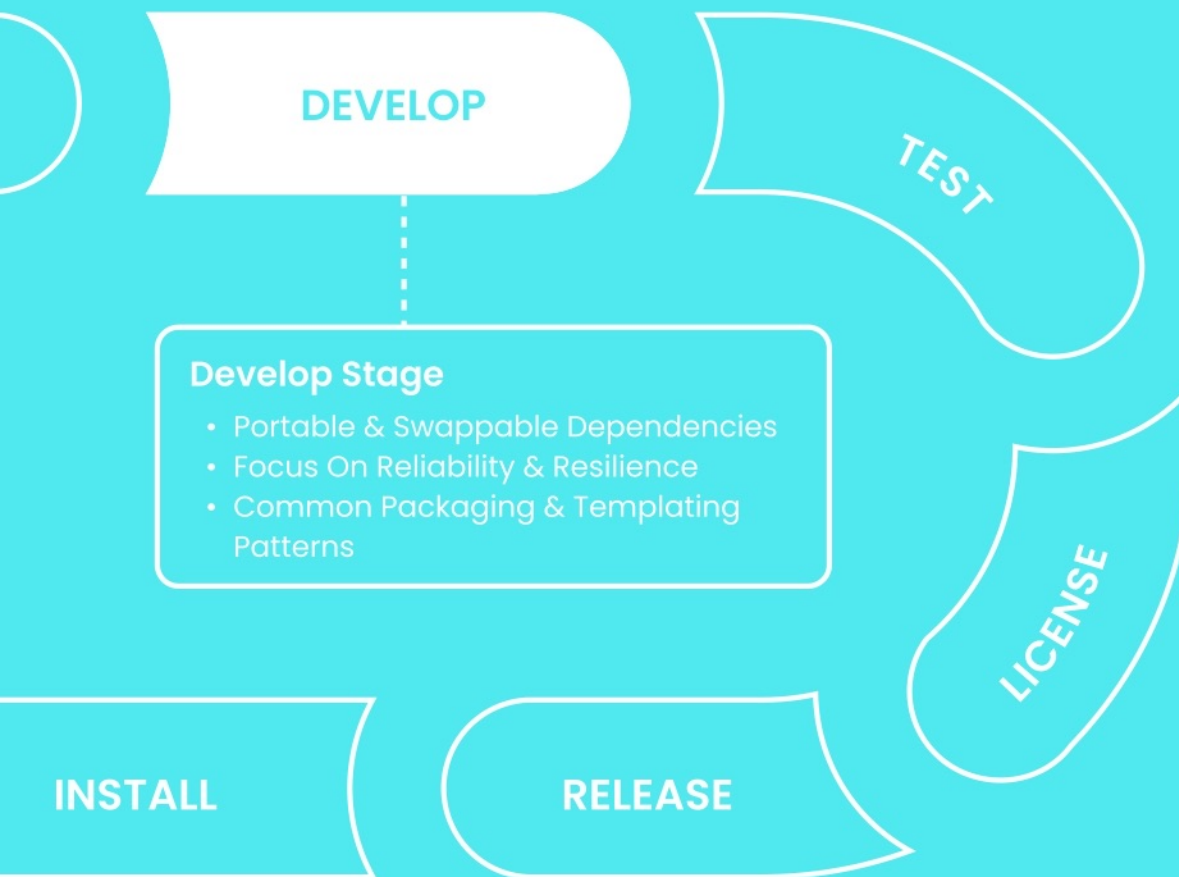 DEVELOP
TEST
Develop Stage
• Portable & Swappable Dependencies
• Focus On Reliability & Resilience
• Common Packaging & Templating
Patterns
LICENSE
INSTALL
RELEASE